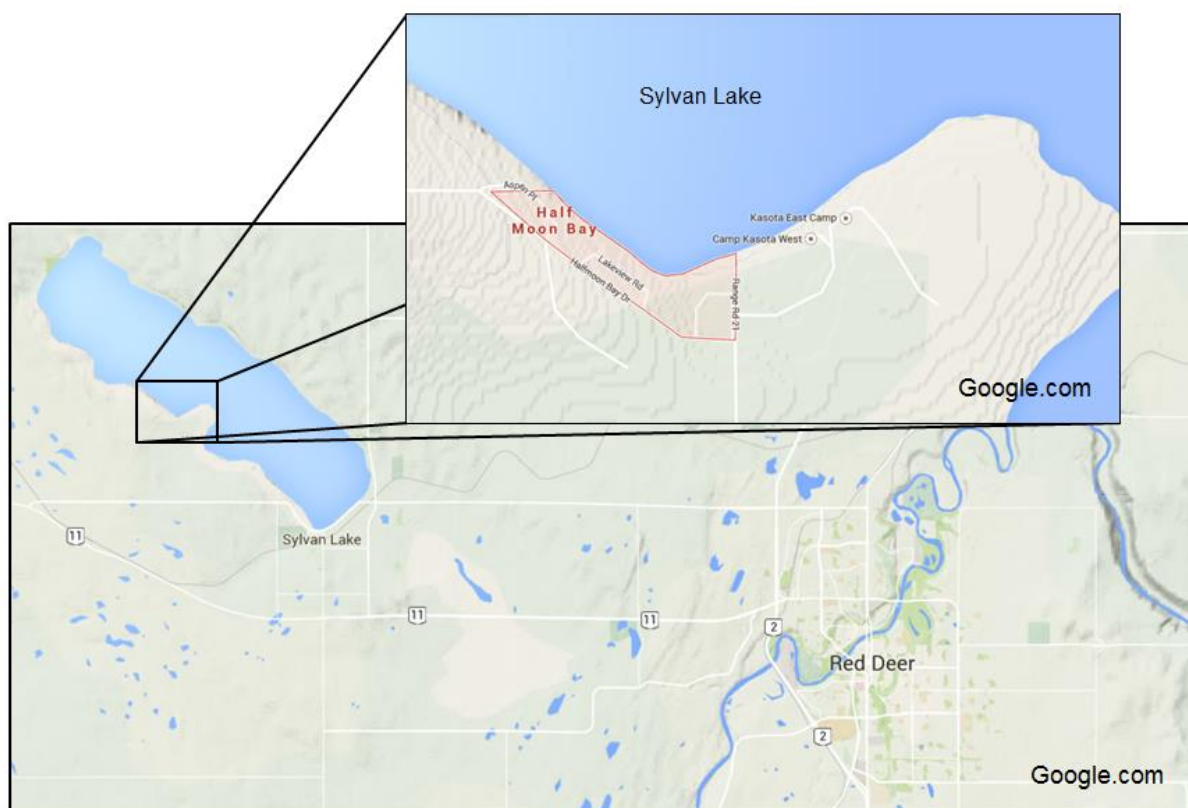 Sylvan Lake
Aspen Pl
Half
Moon Bay
Kasota East Camp
Camp Kasota West
Lakeview Rd
Halfmoon Bay Dr
Range Rd 21
Google.com
11
Sylvan Lake
11
11
2
Red Deer
2
Google.com